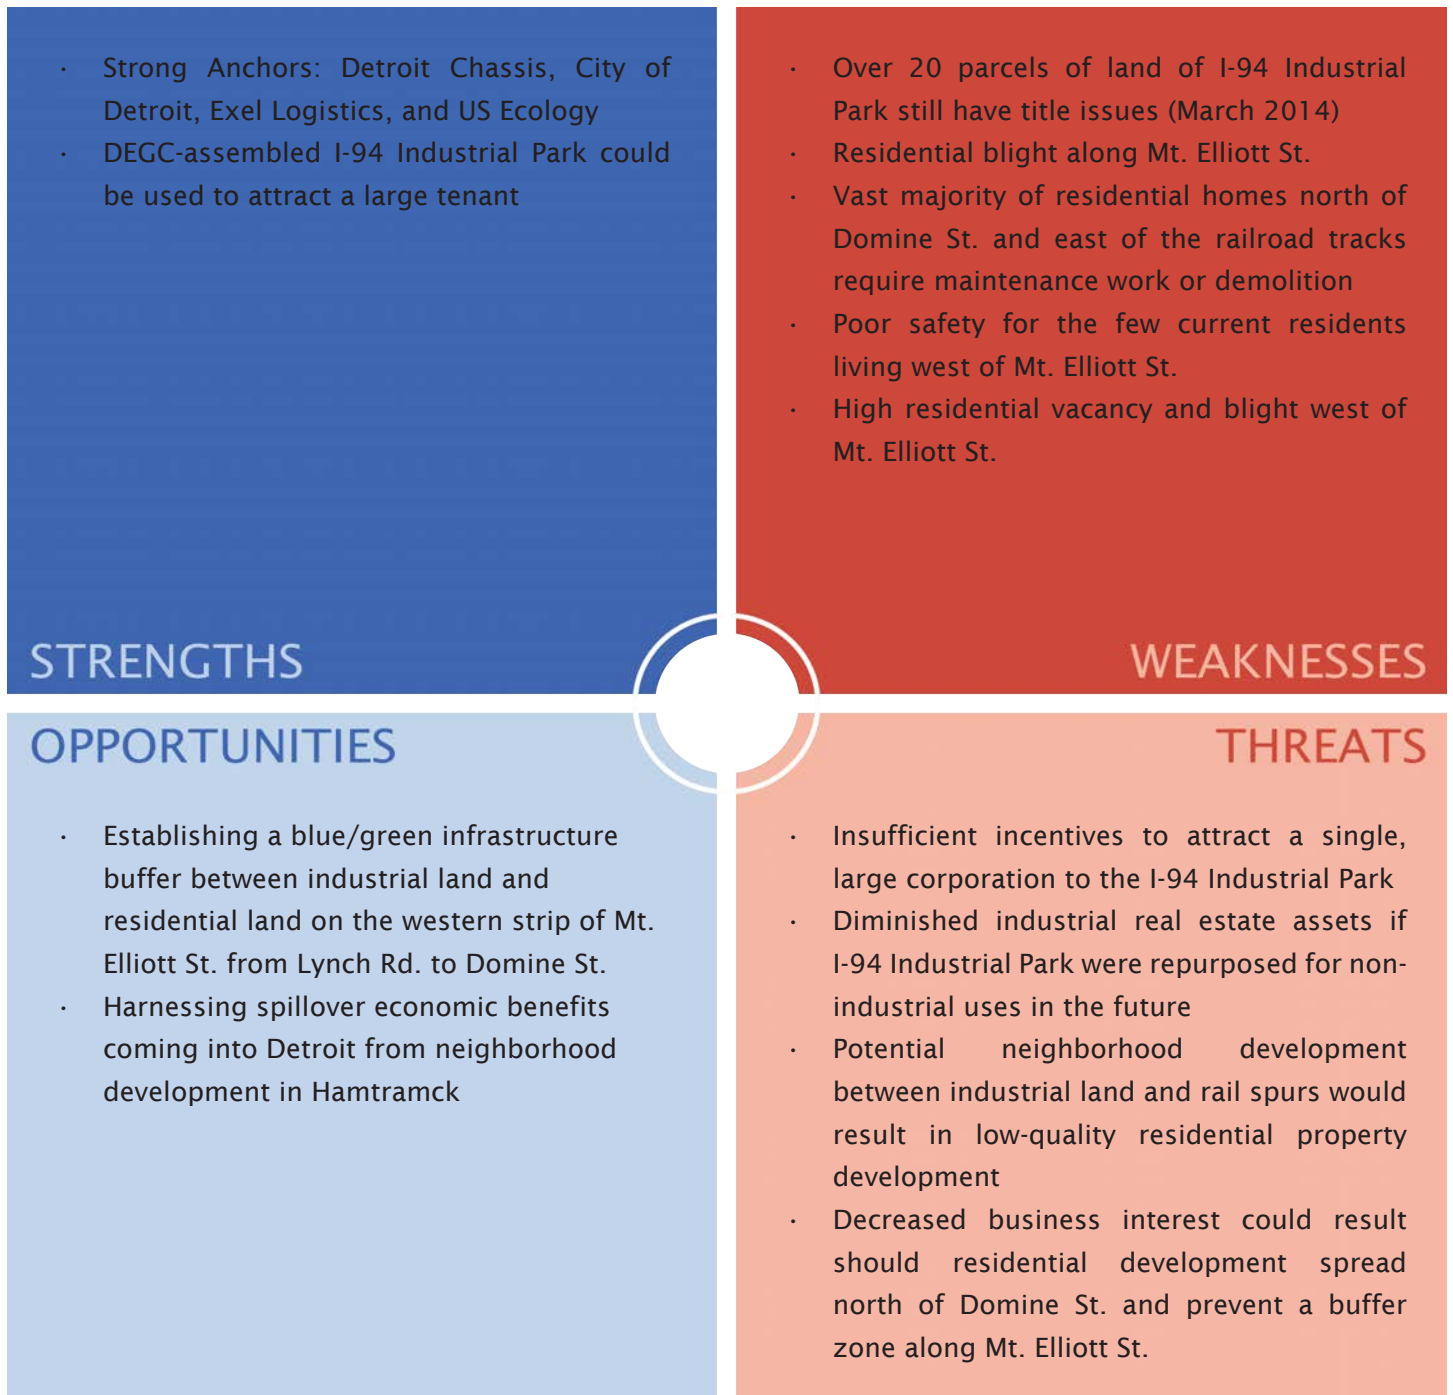 · Strong Anchors: Detroit Chassis, City of
Detroit, Exel Logistics, and US Ecology
· DEGC-assembled I-94 Industrial Park could
be used to attract a large tenant
STRENGTHS
· Over 20 parcels of land of I-94 Industrial
Park still have title issues (March 2014)
· Residential blight along Mt. Elliott St.
· Vast majority of residential homes north of
Domine St. and east of the railroad tracks
require maintenance work or demolition
· Poor safety for the few current residents
living west of Mt. Elliott St.
· High residential vacancy and blight west of
Mt. Elliott St.
WEAKNESSES
OPPORTUNITIES
· Establishing a blue/green infrastructure
buffer between industrial land and
residential land on the western strip of Mt.
Elliott St. from Lynch Rd. to Domine St.
· Harnessing spillover economic benefits
coming into Detroit from neighborhood
development in Hamtramck
THREATS
· Insufficient incentives to attract a single,
large corporation to the I-94 Industrial Park
· Diminished industrial real estate assets if
I-94 Industrial Park were repurposed for non-
industrial uses in the future
· Potential neighborhood development
between industrial land and rail spurs would
result in low-quality residential property
development
· Decreased business interest could result
should residential development spread
north of Domine St. and prevent a buffer
zone along Mt. Elliott St.